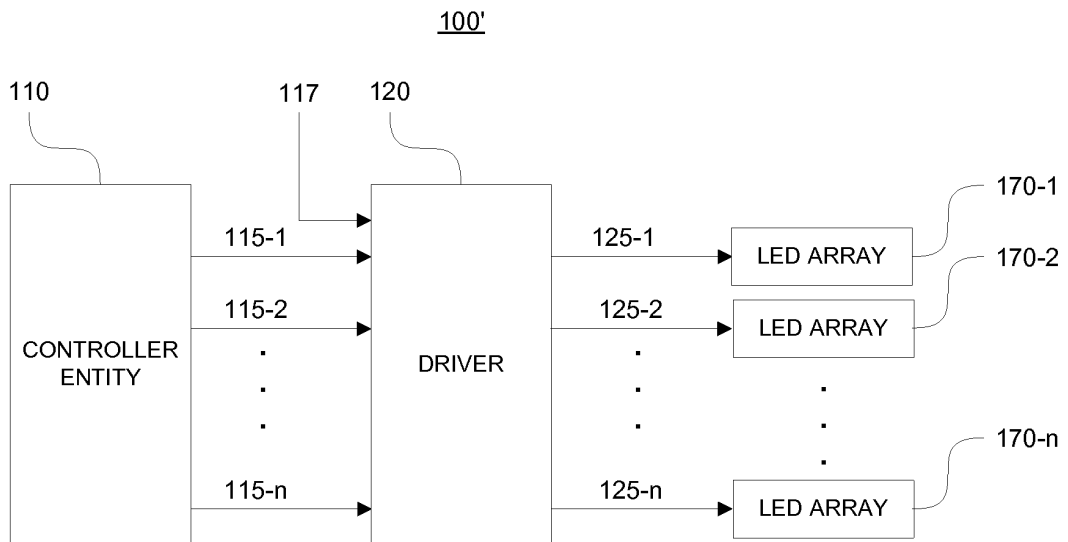 100'
110
117
120
170-1
115-1
125-1
LED ARRAY
170-2
115-2
125-2
LED ARRAY
CONTROLLER
ENTITY
DRIVER
170-n
115-n
125-n
LED ARRAY